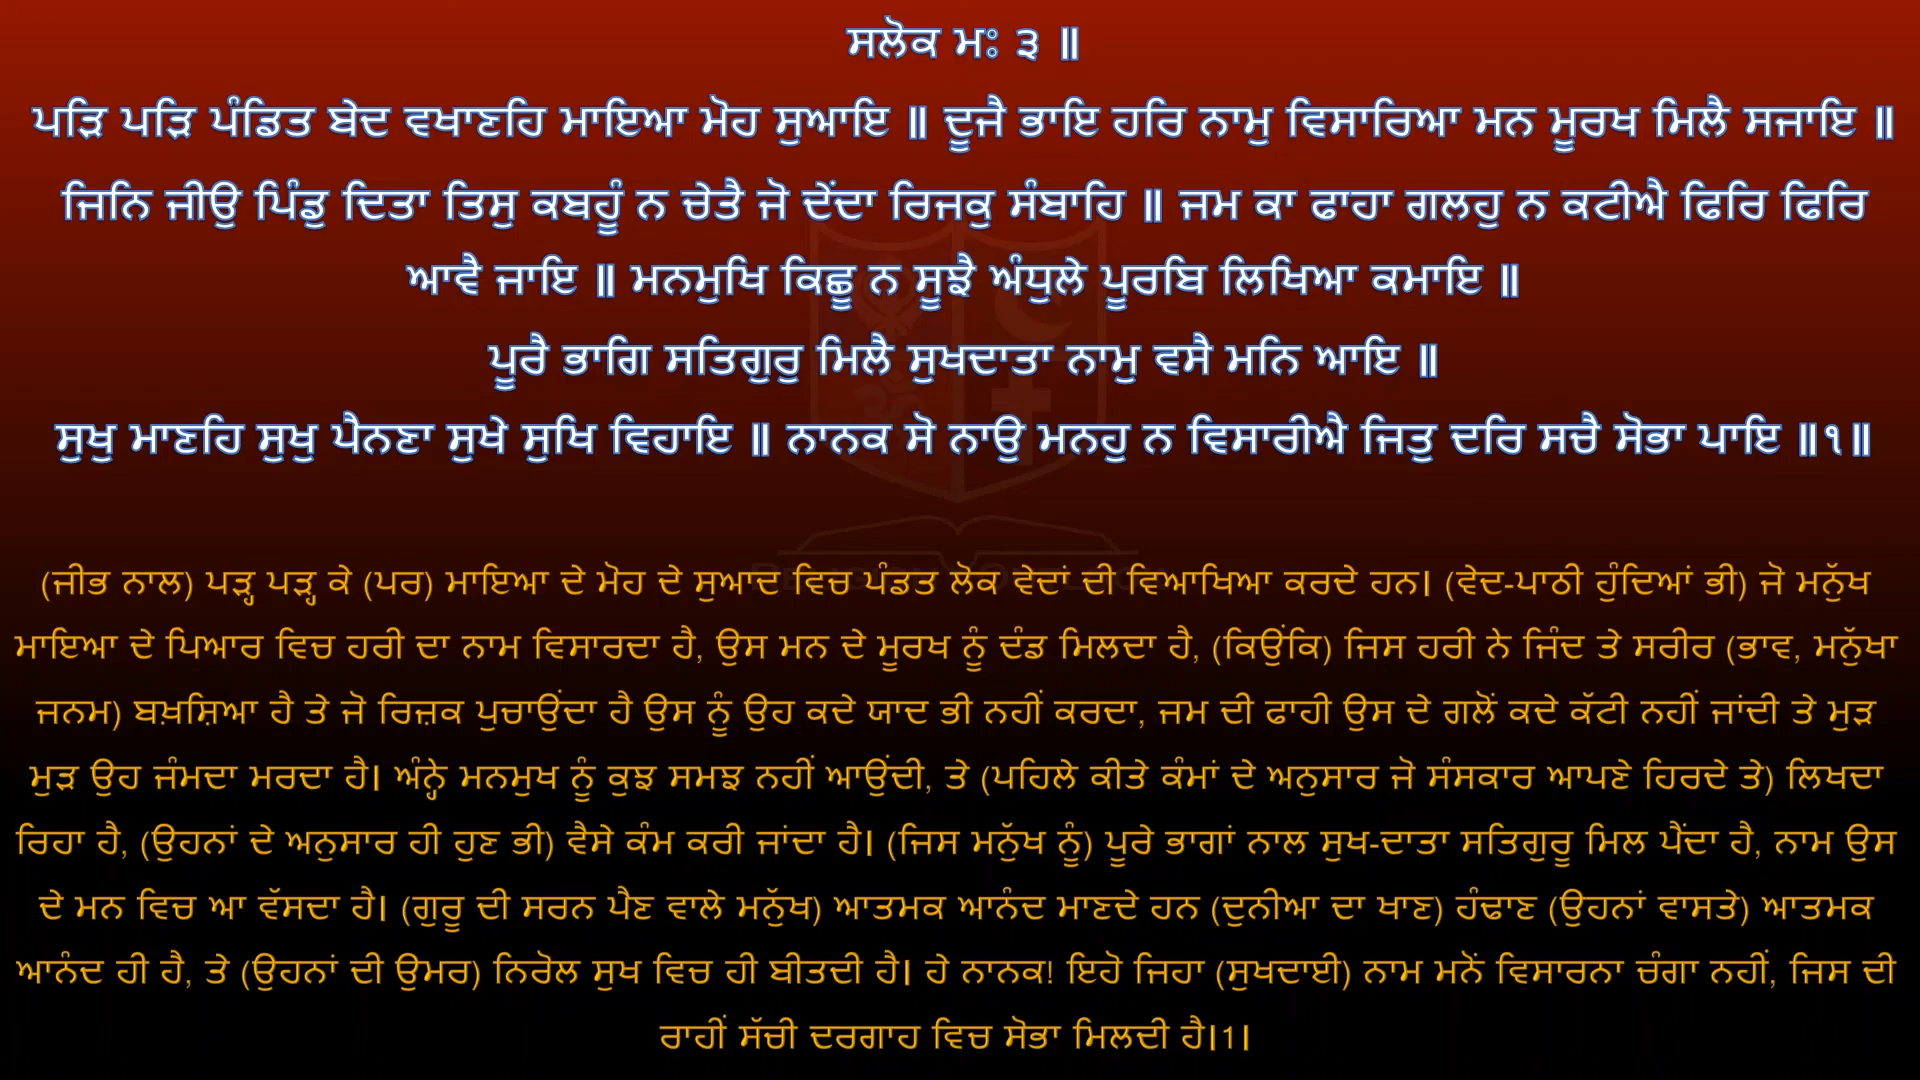 ਸਲੋਕ ਮਃ ੩ ॥
ਪੜਿ ਪੜਿ ਪੰਡਿਤ ਬੇਦ ਵਖਾਣਹਿ ਮਾਇਆ ਮੋਹ ਸੁਆਇ ॥ ਦੂਜੈ ਭਾਇ ਹਰਿ ਨਾਮੁ ਵਿਸਾਰਿਆ ਮਨ ਮੂਰਖ ਮਿਲੈ ਸਜਾਇ ॥
ਜਿਨਿ ਜੀਉ ਪਿੰਡੁ ਦਿਤਾ ਤਿਸੁ ਕਬਹੂੰ ਨ ਚੇਤੈ ਜੋ ਦੇਂਦਾ ਰਿਜਕੁ ਸੰਬਾਹਿ ॥ ਜਮ ਕਾ ਫਾਹਾ ਗਲਹੁ ਨ ਕਟੀਐ ਫਿਰਿ ਫਿਰਿ
ਆਵੈ ਜਾਇ ॥ ਮਨਮੁਖਿ ਕਿਛੂ ਨ ਸੂਝੈ ਅੰਧੁਲੇ ਪੂਰਬਿ ਲਿਖਿਆ ਕਮਾਇ ॥
ਪੂਰੈ ਭਾਗਿ ਸਤਿਗੁਰੁ ਮਿਲੈ ਸੁਖਦਾਤਾ ਨਾਮੁ ਵਸੈ ਮਨਿ ਆਇ ॥
ਸੁਖੁ ਮਾਣਹਿ ਸੁਖੁ ਪੈਨਣਾ ਸੁਖੇ ਸੁਖਿ ਵਿਹਾਇ ॥ ਨਾਨਕ ਸੋ ਨਾਉ ਮਨਹੁ ਨ ਵਿਸਾਰੀਐ ਜਿਤੁ ਦਰਿ ਸਚੈ ਸੋਭਾ ਪਾਇ ॥੧॥
(ਜੀਭ ਨਾਲ) ਪੜ੍ਹ ਪੜ੍ਹ ਕੇ (ਪਰ) ਮਾਇਆ ਦੇ ਮੋਹ ਦੇ ਸੁਆਦ ਵਿਚ ਪੰਡਤ ਲੋਕ ਵੇਦਾਂ ਦੀ ਵਿਆਖਿਆ ਕਰਦੇ ਹਨ। (ਵੇਦ-ਪਾਠੀ ਹੁੰਦਿਆਂ ਭੀ) ਜੋ ਮਨੁੱਖ
ਮਾਇਆ ਦੇ ਪਿਆਰ ਵਿਚ ਹਰੀ ਦਾ ਨਾਮ ਵਿਸਾਰਦਾ ਹੈ, ਉਸ ਮਨ ਦੇ ਮੂਰਖ ਨੂੰ ਦੰਡ ਮਿਲਦਾ ਹੈ, (ਕਿਉਂਕਿ) ਜਿਸ ਹਰੀ ਨੇ ਜਿੰਦ ਤੇ ਸਰੀਰ (ਭਾਵ, ਮਨੁੱਖਾ
ਜਨਮ) ਬਖ਼ਸ਼ਿਆ ਹੈ ਤੇ ਜੋ ਰਿਜ਼ਕ ਪੁਚਾਉਂਦਾ ਹੈ ਉਸ ਨੂੰ ਉਹ ਕਦੇ ਯਾਦ ਭੀ ਨਹੀਂ ਕਰਦਾ, ਜਮ ਦੀ ਫਾਹੀ ਉਸ ਦੇ ਗਲੋਂ ਕਦੇ ਕੱਟੀ ਨਹੀਂ ਜਾਂਦੀ ਤੇ ਮੁੜ
ਮੁੜ ਉਹ ਜੰਮਦਾ ਮਰਦਾ ਹੈ। ਅੰਨ੍ਹੇ ਮਨਮੁਖ ਨੂੰ ਕੁਝ ਸਮਝ ਨਹੀਂ ਆਉਂਦੀ, ਤੇ (ਪਹਿਲੇ ਕੀਤੇ ਕੰਮਾਂ ਦੇ ਅਨੁਸਾਰ ਜੋ ਸੰਸਕਾਰ ਆਪਣੇ ਹਿਰਦੇ ਤੇ) ਲਿਖਦਾ
ਰਿਹਾ ਹੈ, (ਉਹਨਾਂ ਦੇ ਅਨੁਸਾਰ ਹੀ ਹੁਣ ਭੀ) ਵੈਸੇ ਕੰਮ ਕਰੀ ਜਾਂਦਾ ਹੈ। (ਜਿਸ ਮਨੁੱਖ ਨੂੰ) ਪੂਰੇ ਭਾਗਾਂ ਨਾਲ ਸੁਖ-ਦਾਤਾ ਸਤਿਗੁਰੂ ਮਿਲ ਪੈਂਦਾ ਹੈ, ਨਾਮ ਉਸ
ਦੇ ਮਨ ਵਿਚ ਆ ਵੱਸਦਾ ਹੈ। (ਗੁਰੂ ਦੀ ਸਰਨ ਪੈਣ ਵਾਲੇ ਮਨੁੱਖ) ਆਤਮਕ ਆਨੰਦ ਮਾਣਦੇ ਹਨ (ਦੁਨੀਆ ਦਾ ਖਾਣ) ਹੰਢਾਣ (ਉਹਨਾਂ ਵਾਸਤੇ) ਆਤਮਕ
ਆਨੰਦ ਹੀ ਹੈ, ਤੇ (ਉਹਨਾਂ ਦੀ ਉਮਰ) ਨਿਰੋਲ ਸੁਖ ਵਿਚ ਹੀ ਬੀਤਦੀ ਹੈ। ਹੇ ਨਾਨਕ! ਇਹੋ ਜਿਹਾ (ਸੁਖਦਾਈ) ਨਾਮ ਮਨੋਂ ਵਿਸਾਰਨਾ ਚੰਗਾ ਨਹੀਂ, ਜਿਸ ਦੀ
ਰਾਹੀਂ ਸੱਚੀ ਦਰਗਾਹ ਵਿਚ ਸੋਭਾ ਮਿਲਦੀ ਹੈ।1।